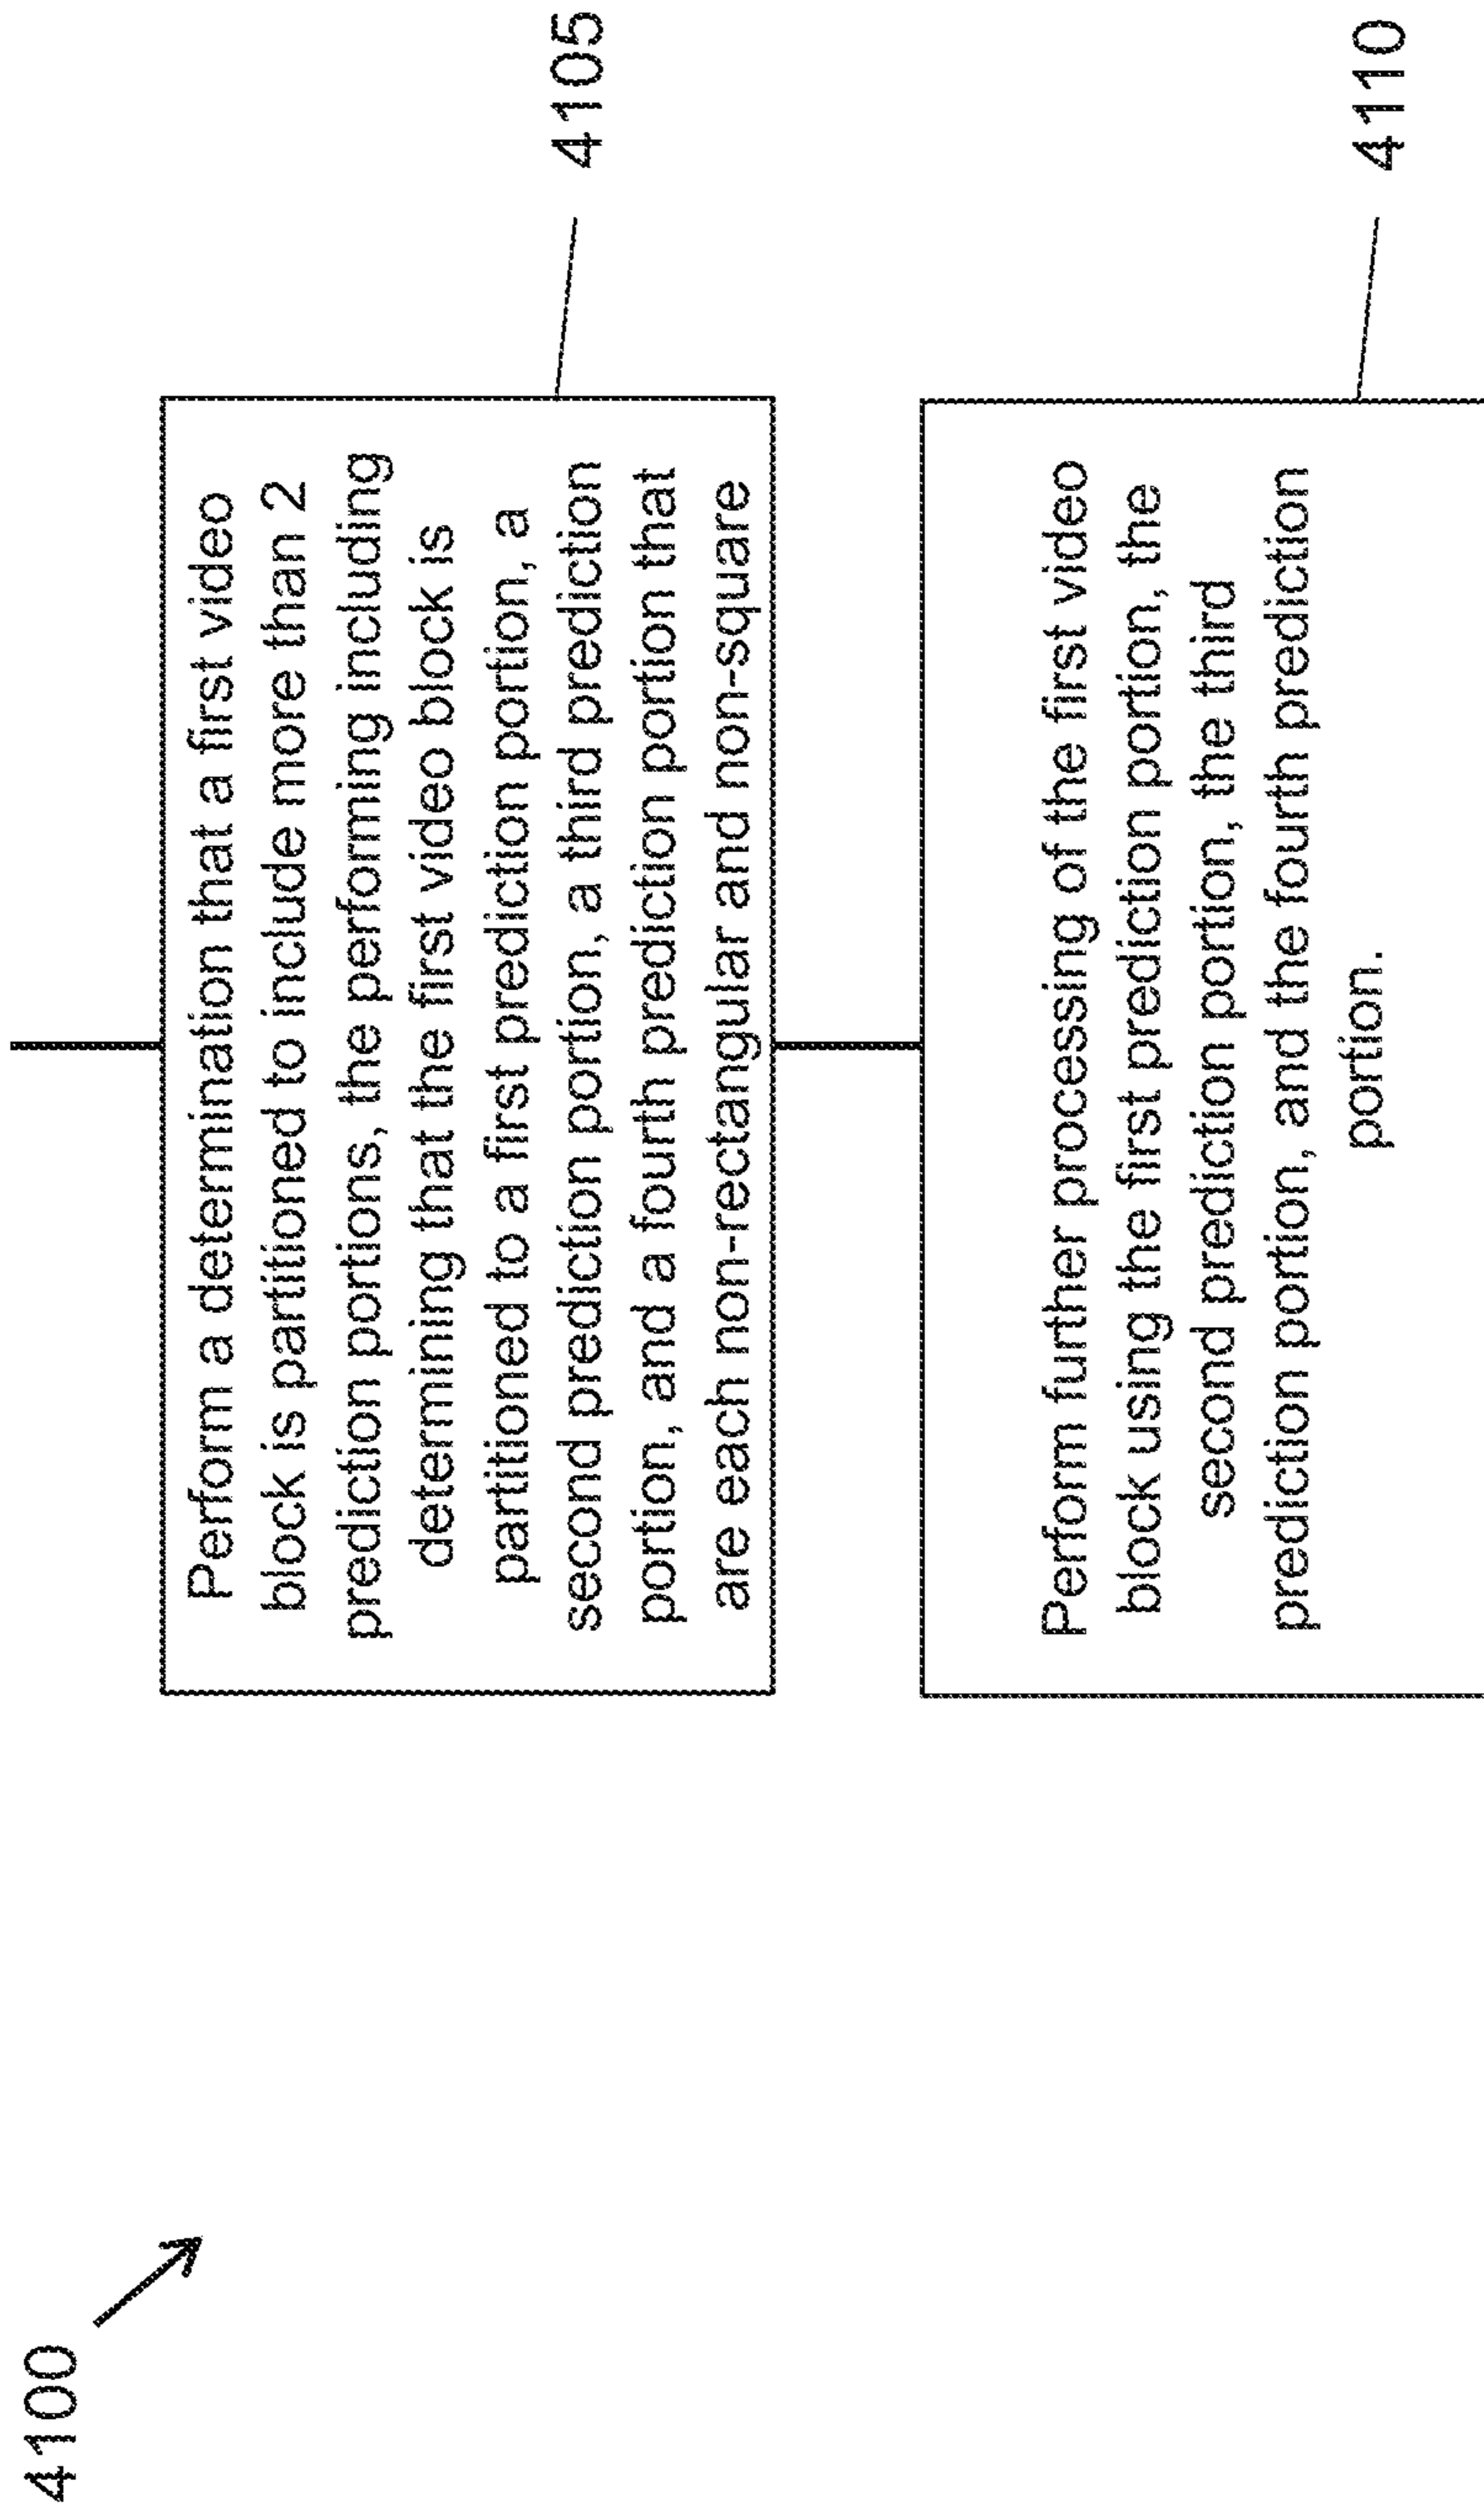 4100
Perform a determination that a first video
block is partitioned to include more than 2
prediction portions, the performing including
determining that the first video block is
partitioned to a first prediction portion, a
second prediction portion, a third prediction
portion, and a fourth prediction portion that
are each non-rectangular and non-square
4105
Perform further processing of the first video
block using the first prediction portion, the
second prediction portion, the third
prediction portion, and the fourth prediction
portion.
4110